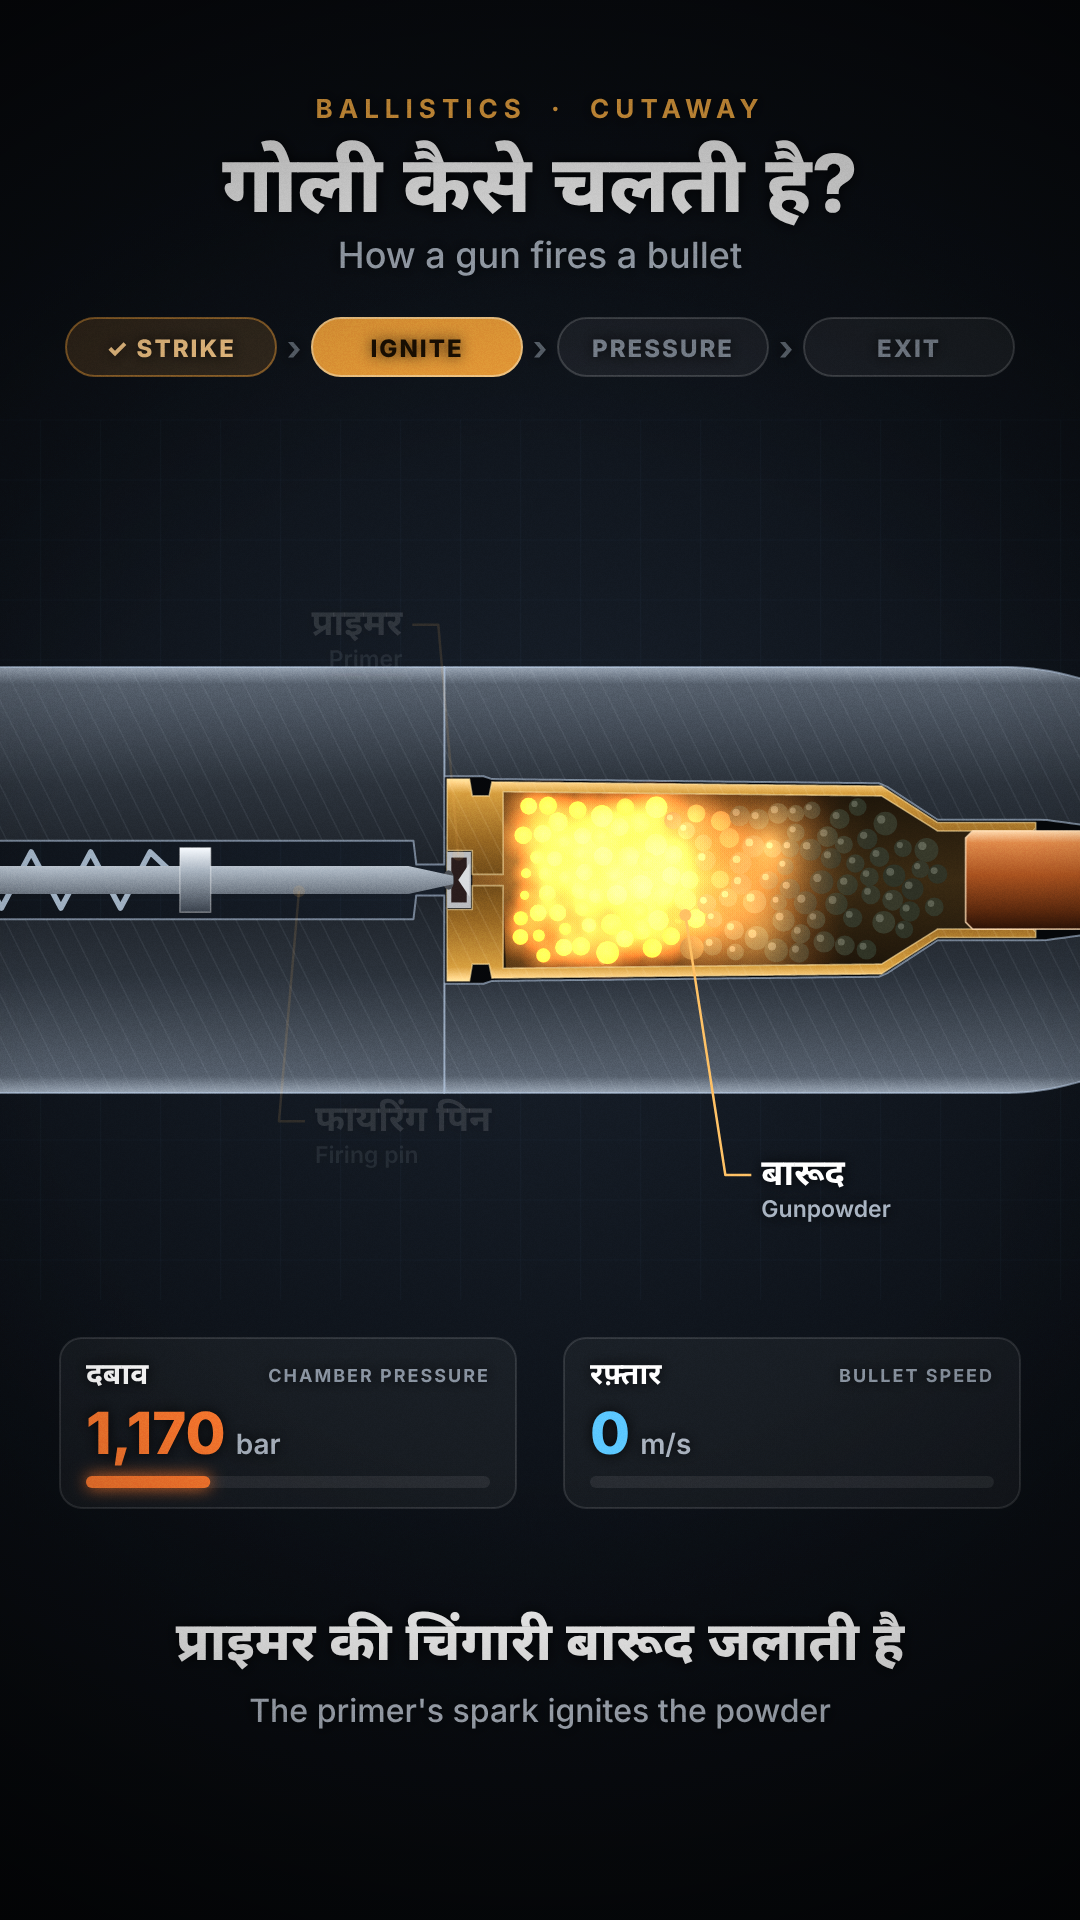 BALLISTICS · CUTAWAY
गोली कैसे चलती है?
How a gun fires a bullet
✓ STRIKE › IGNITE › PRESSURE › EXIT
प्राइमर
Primer
फायरिंग पिन
Firing pin
बारूद
Gunpowder
दबाव CHAMBER PRESSURE
1,170 bar
रफ़्तार BULLET SPEED
0 m/s
प्राइमर की चिंगारी बारूद जलाती है
The primer's spark ignites the powder